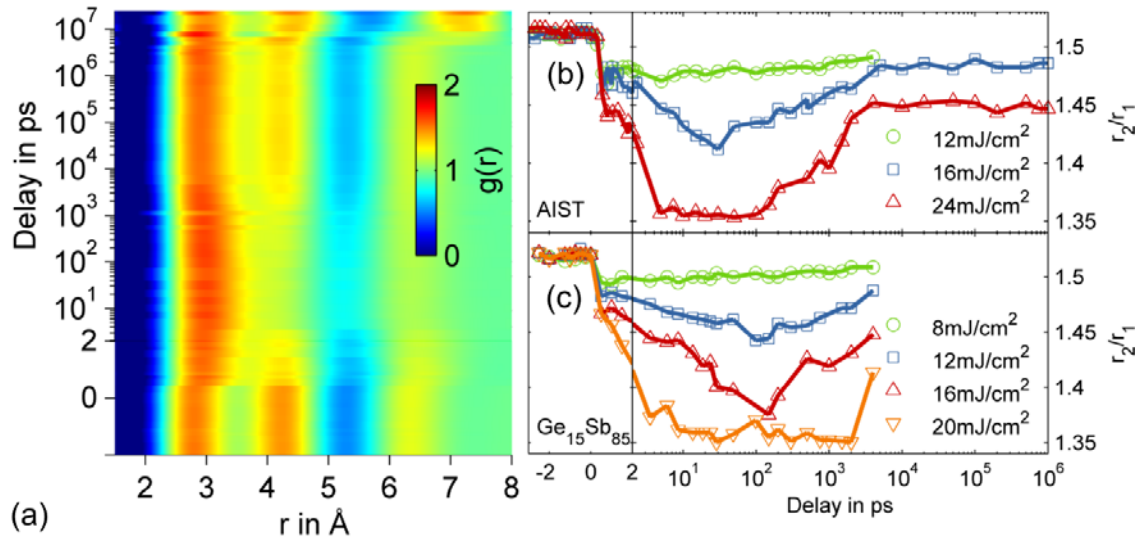 10⁷
10⁶
10⁵
10⁴
10³
10²
10¹
2
0
Delay in ps
2 3 4 5 6 7 8
r in Å
(a)
2
1
0
g(r)
(b)
AIST
12mJ/cm²
16mJ/cm²
24mJ/cm²
1.5
1.45
1.4
1.35
r₂/r₁
(c)
Ge₁₅Sb₈₅
8mJ/cm²
12mJ/cm²
16mJ/cm²
20mJ/cm²
1.5
1.45
1.4
1.35
r₂/r₁
-2 0 2 10¹ 10² 10³ 10⁴ 10⁵ 10⁶
Delay in ps